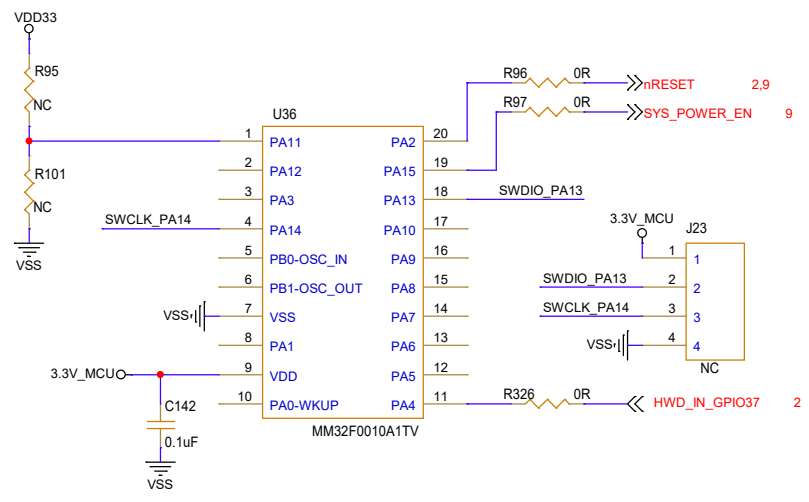 VDD33
R95
NC
R101
NC
VSS
U36
1 PA11
2 PA12
3 PA3
SWCLK_PA14 4 PA14
5 PB0-OSC_IN
6 PB1-OSC_OUT
VSS 7 VSS
8 PA1
3.3V_MCU 9 VDD
10 PA0-WKUP
C142
0.1uF
VSS
PA2 20
PA15 19
PA13 18 SWDIO_PA13
PA10 17
PA9 16
PA8 15
PA7 14
PA6 13
PA5 12
PA4 11
MM32F0010A1TV
R96 0R nRESET 2,9
R97 0R SYS_POWER_EN 9
3.3V_MCU
J23
1 1
SWDIO_PA13 2 2
SWCLK_PA14 3 3
VSS 4 4
NC
R326 0R HWD_IN_GPIO37 2